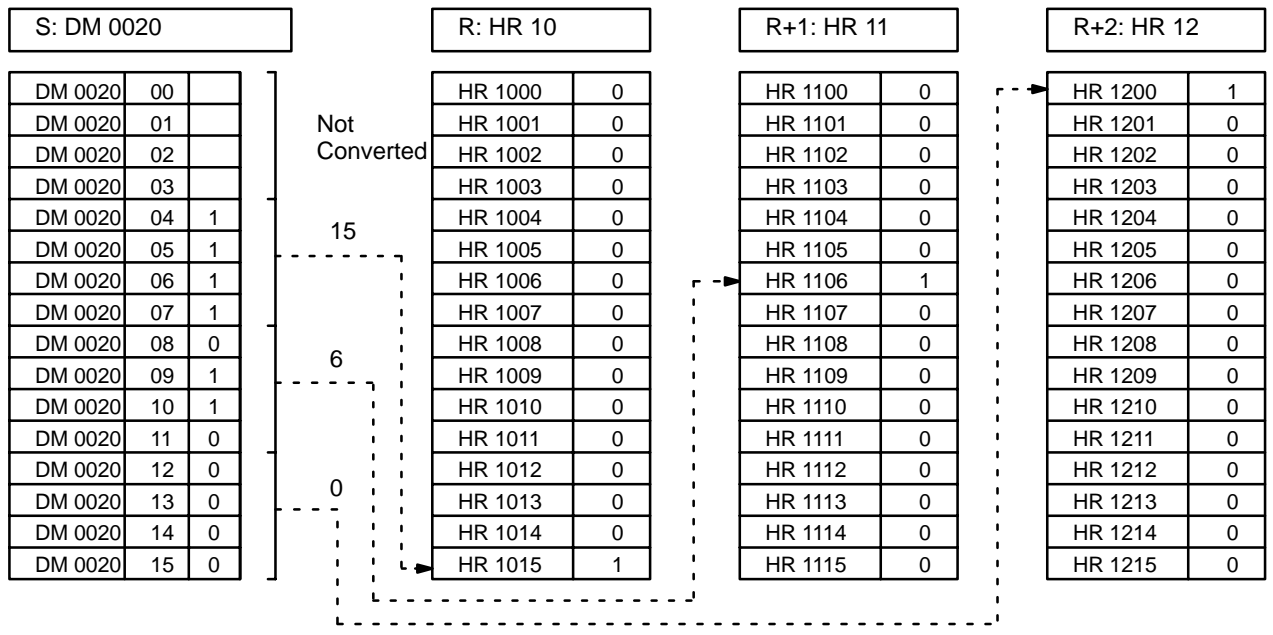 S: DM 0020 R: HR 10 R+1: HR 11 R+2: HR 12
DM 0020 00 HR 1000 0 HR 1100 0 HR 1200 1
DM 0020 01 Not HR 1001 0 HR 1101 0 HR 1201 0
DM 0020 02 Converted HR 1002 0 HR 1102 0 HR 1202 0
DM 0020 03 HR 1003 0 HR 1103 0 HR 1203 0
DM 0020 04 1 15 HR 1004 0 HR 1104 0 HR 1204 0
DM 0020 05 1 HR 1005 0 HR 1105 0 HR 1205 0
DM 0020 06 1 HR 1006 0 HR 1106 1 HR 1206 0
DM 0020 07 1 HR 1007 0 HR 1107 0 HR 1207 0
DM 0020 08 0 6 HR 1008 0 HR 1108 0 HR 1208 0
DM 0020 09 1 HR 1009 0 HR 1109 0 HR 1209 0
DM 0020 10 1 HR 1010 0 HR 1110 0 HR 1210 0
DM 0020 11 0 HR 1011 0 HR 1111 0 HR 1211 0
DM 0020 12 0 0 HR 1012 0 HR 1112 0 HR 1212 0
DM 0020 13 0 HR 1013 0 HR 1113 0 HR 1213 0
DM 0020 14 0 HR 1014 0 HR 1114 0 HR 1214 0
DM 0020 15 0 HR 1015 1 HR 1115 0 HR 1215 0